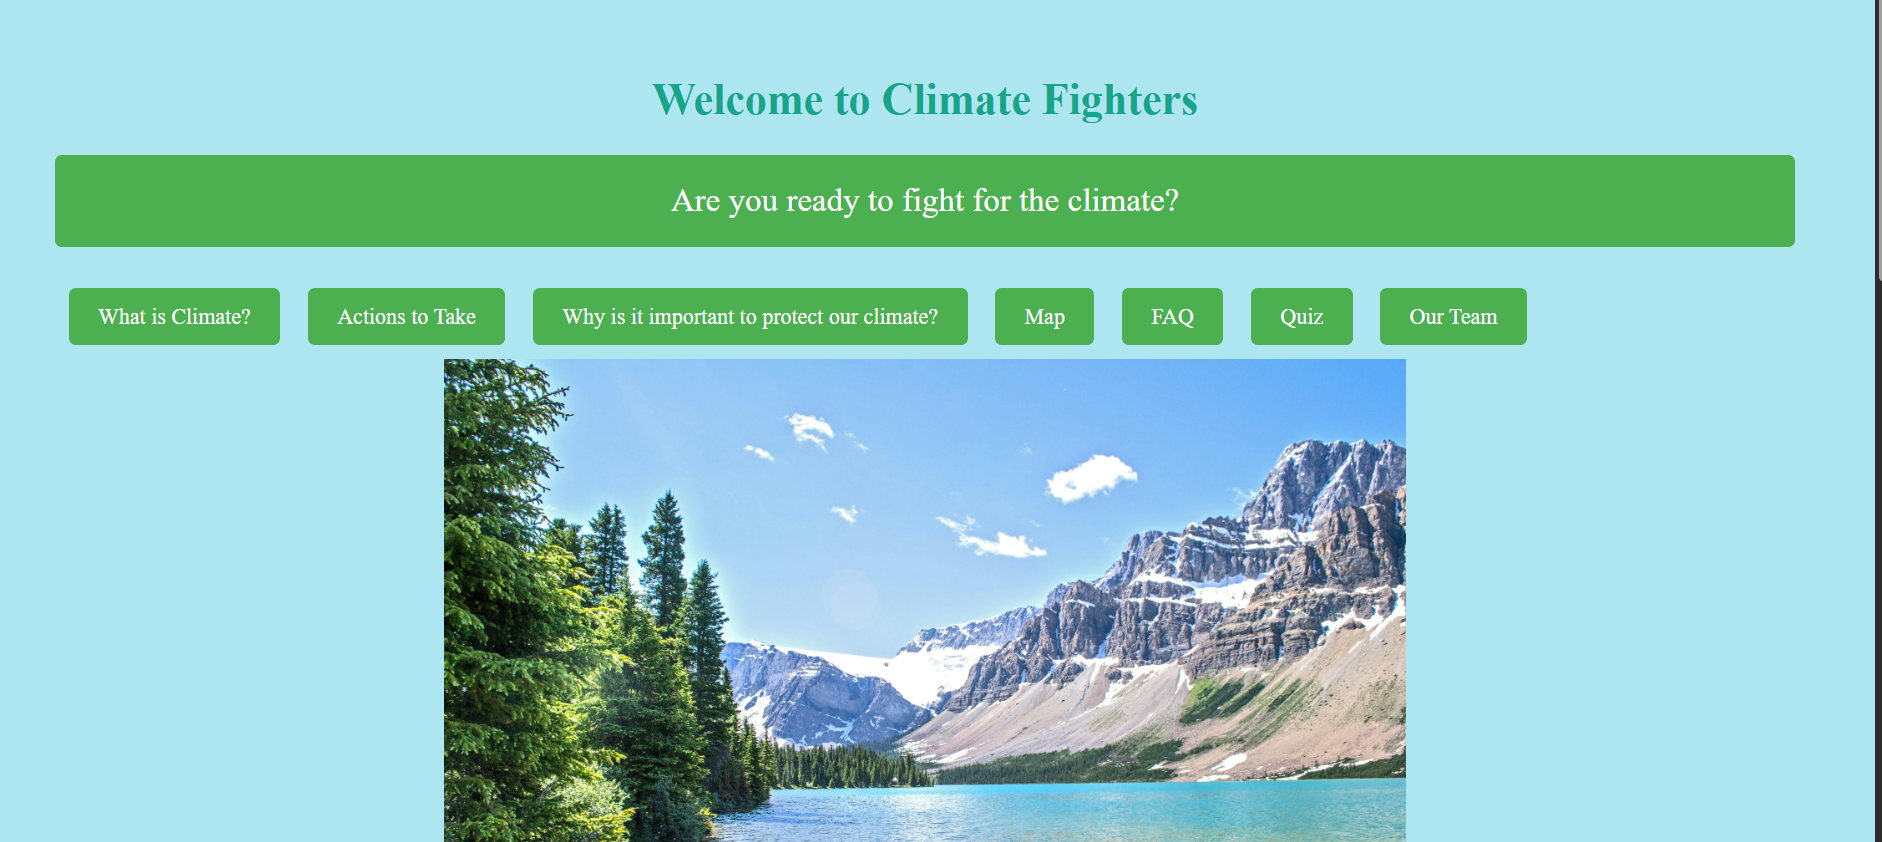 Welcome to Climate Fighters
Are you ready to fight for the climate?
What is Climate? Actions to Take Why is it important to protect our climate? Map FAQ Quiz Our Team